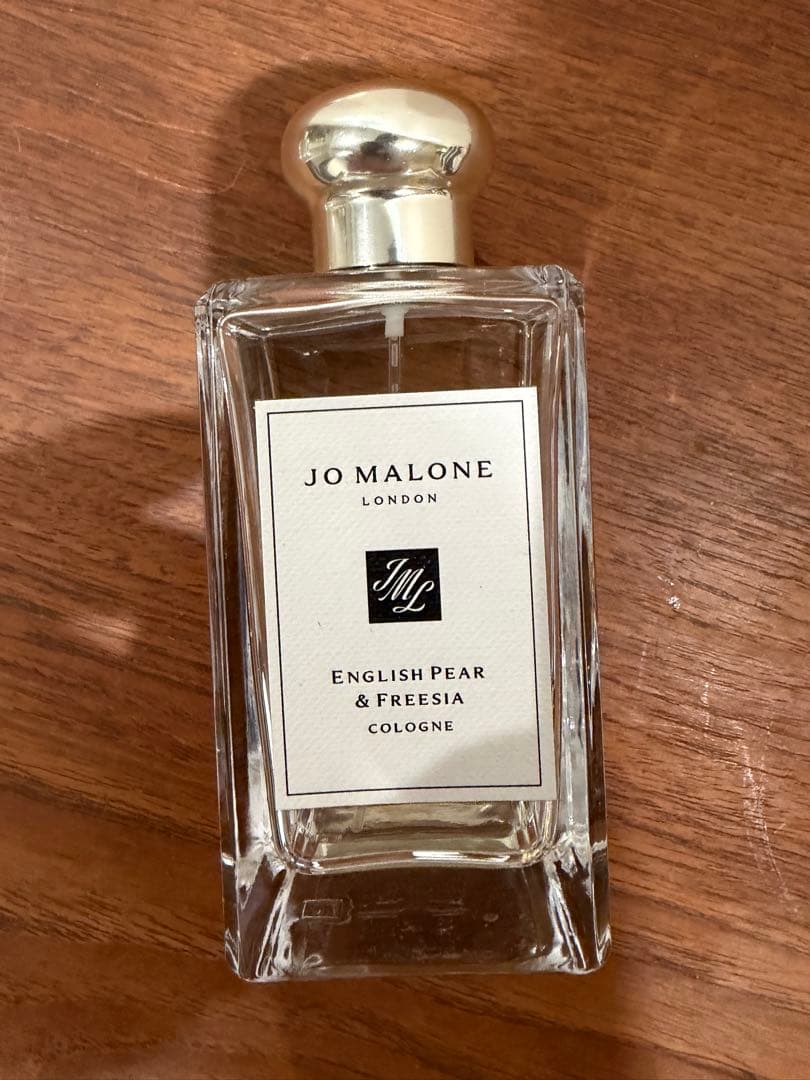 JO MALONE
LONDON
JML
ENGLISH PEAR
& FREESIA
COLOGNE